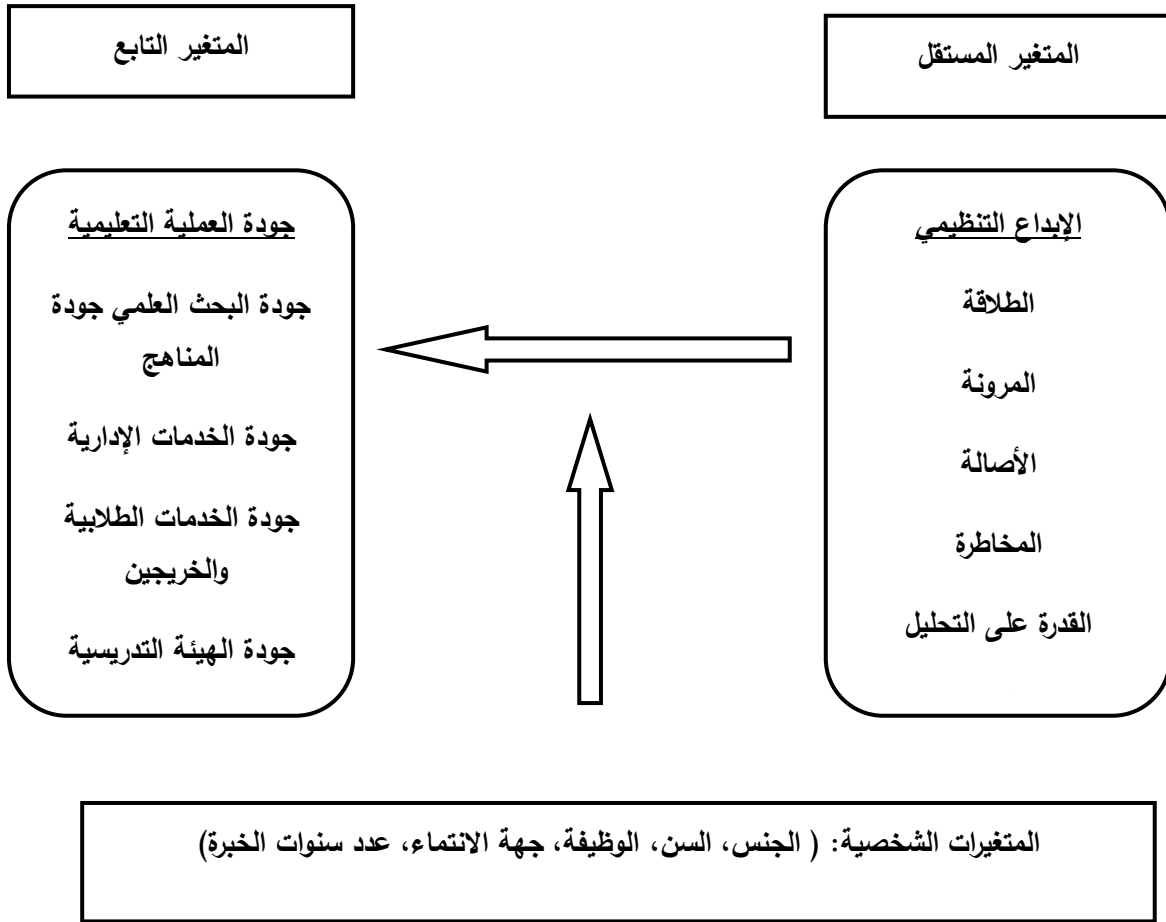 المتغير المستقل
المتغير التابع
الإبداع التنظيمي
الطلاقة
المرونة
الأصالة
المخاطرة
القدرة على التحليل
جودة العملية التعليمية
جودة البحث العلمي جودة
المناهج
جودة الخدمات الإدارية
جودة الخدمات الطلابية
والخريجين
جودة الهيئة التدريسية
المتغيرات الشخصية: ( الجنس، السن، الوظيفة، جهة الانتماء، عدد سنوات الخبرة)